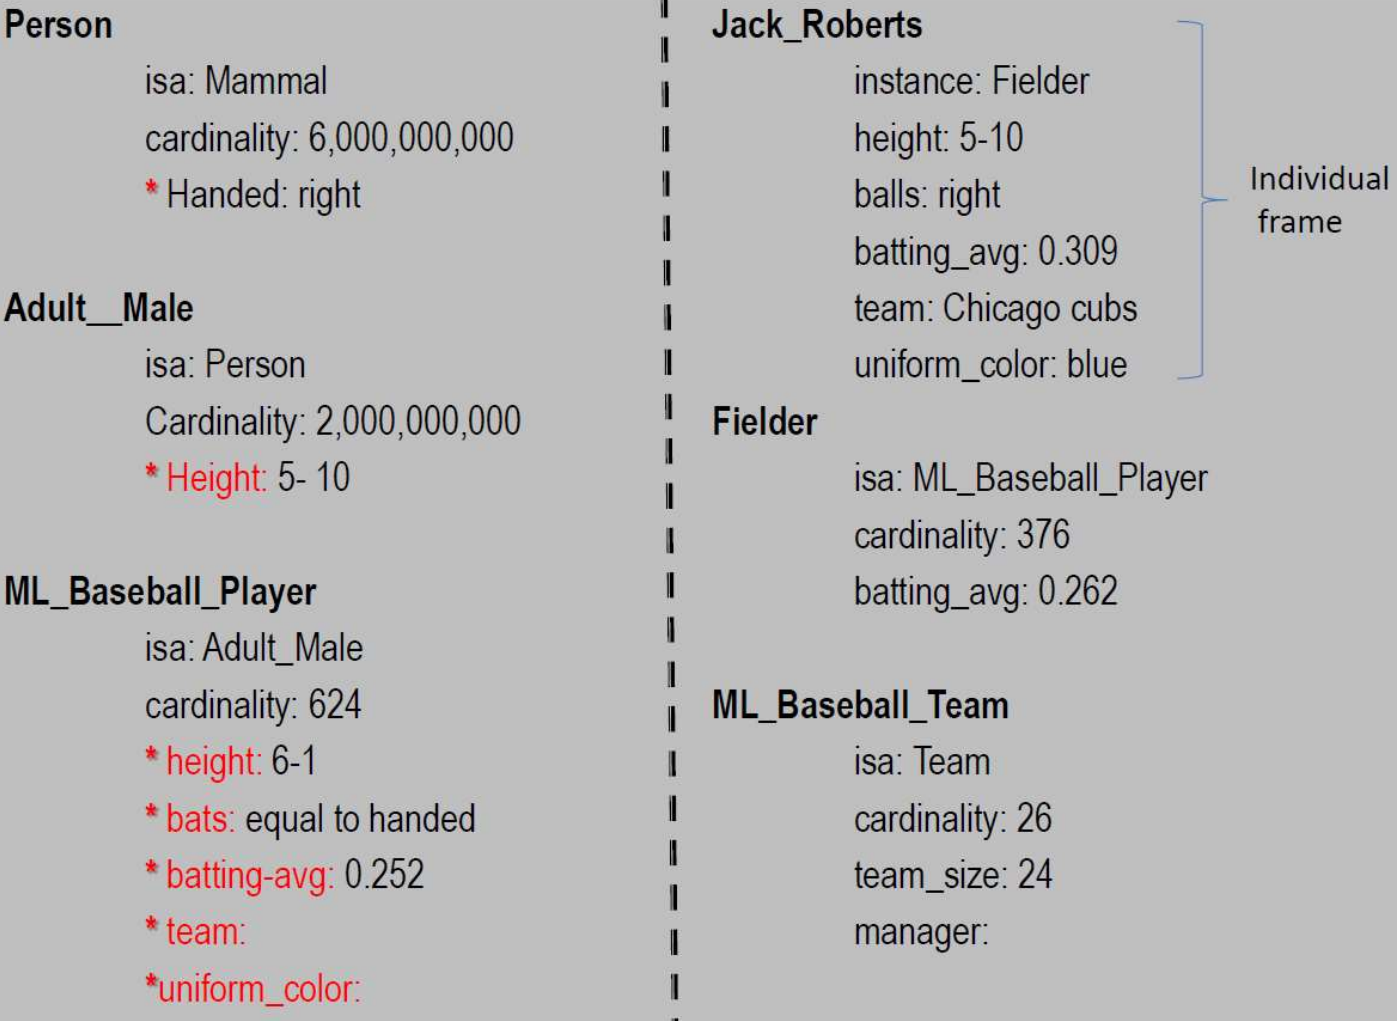 Person
isa: Mammal
cardinality: 6,000,000,000
* Handed: right
Adult__Male
isa: Person
Cardinality: 2,000,000,000
* Height: 5- 10
ML_Baseball_Player
isa: Adult_Male
cardinality: 624
* height: 6-1
* bats: equal to handed
* batting-avg: 0.252
* team:
*uniform_color:
Jack_Roberts
instance: Fielder
height: 5-10
balls: right
batting_avg: 0.309
team: Chicago cubs
uniform_color: blue
Individual
frame
Fielder
isa: ML_Baseball_Player
cardinality: 376
batting_avg: 0.262
ML_Baseball_Team
isa: Team
cardinality: 26
team_size: 24
manager: